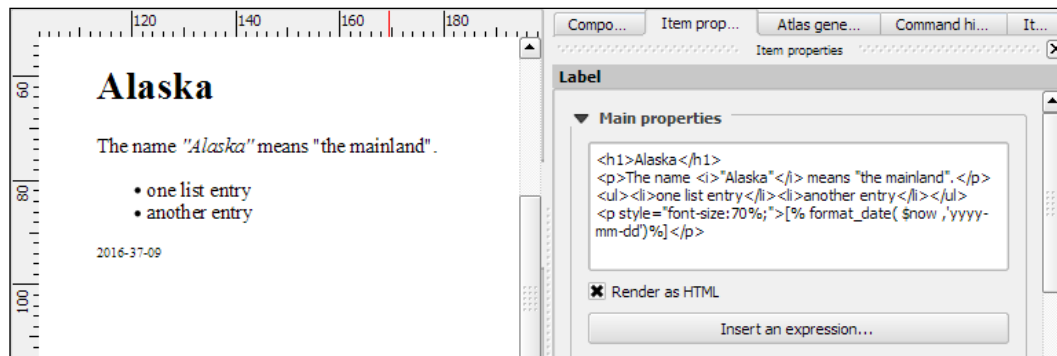 120 140 160 180
60
80
100
Alaska
The name "Alaska" means "the mainland".
• one list entry
• another entry
2016-37-09
Compo... Item prop... Atlas gene... Command hi... It...
Item properties
Label
Main properties
<h1>Alaska</h1>
<p>The name <i>"Alaska"</i> means "the mainland".</p>
<ul><li>one list entry</li><li>another entry</li></ul>
<p style="font-size:70%;">[% format_date( $now ,'yyyy-
mm-dd')%]</p>
Render as HTML
Insert an expression...